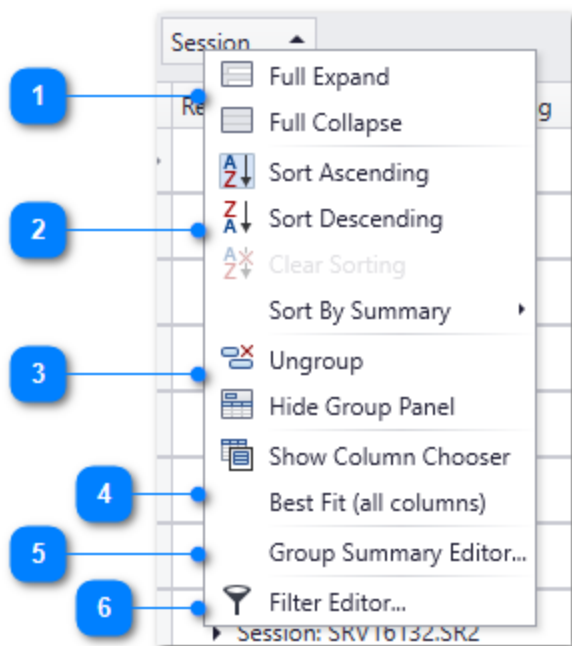 Session
1
Full Expand
Re
g
Full Collapse
Sort Ascending
2
Sort Descending
Clear Sorting
Sort By Summary
3
Ungroup
Hide Group Panel
Show Column Chooser
4
Best Fit (all columns)
5
Group Summary Editor...
6
Filter Editor...
Session: SRV16132.SR2